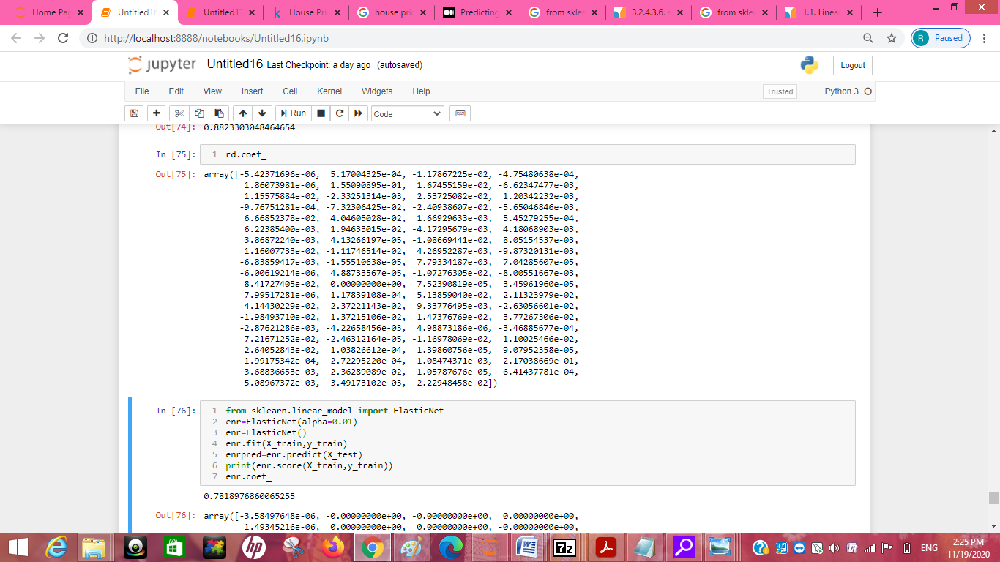 Home Pag
Untitled16
Untitled17
House Pri
house pric
Predicting
from skle
3.2.4.3.6. s
from skle
1.1. Linea
http://localhost:8888/notebooks/Untitled16.ipynb
R Paused
jupyter Untitled16 Last Checkpoint: a day ago (autosaved)
Logout
File Edit View Insert Cell Kernel Widgets Help
Trusted
Python 3
Run
Code
Out[74]: 0.8823303048464654
In [75]: 1 rd.coef_
Out[75]: array([-5.42371696e-06, 5.17004325e-04, -1.17867225e-02, -4.75480638e-04,
1.86073981e-06, 1.55090895e-01, 1.67455159e-02, -6.62347477e-03,
1.15575884e-02, -2.33251314e-03, 2.53725082e-02, 1.20342232e-03,
-9.76751281e-04, -7.32306425e-02, -2.40938607e-02, -5.65046846e-03,
6.66852378e-02, 4.04605028e-02, 1.66929633e-03, 5.45279255e-04,
6.22385400e-03, 1.94633015e-02, -4.17295679e-03, 4.18068903e-03,
3.86872240e-03, 4.13266197e-05, -1.08669441e-02, 8.05154537e-03,
1.16007733e-02, -1.11746514e-02, 4.26952287e-03, -9.87320131e-03,
-6.83859417e-03, -1.55510638e-05, 7.79334187e-03, 7.04285607e-05,
-6.00619214e-06, 4.88733567e-05, -1.07276305e-02, -8.00551667e-03,
8.41727405e-02, 0.00000000e+00, 7.52390819e-05, 3.45961960e-05,
7.99517281e-06, 1.17839108e-04, 5.13859040e-02, 2.11323979e-02,
4.14430229e-02, 2.37221143e-02, 9.33776495e-03, -2.63056601e-02,
-1.98493710e-02, 1.37215106e-02, 1.47376769e-02, 3.77267306e-02,
-2.87621286e-03, -4.22658456e-03, 4.98873186e-06, -3.46885677e-04,
7.21671252e-02, -2.46312164e-05, -1.16978069e-02, 1.10025466e-02,
2.64052843e-02, 1.03826612e-04, 1.39860756e-05, 9.07952358e-05,
1.99175342e-04, 2.72295220e-04, -1.08474371e-03, -2.17038669e-01,
3.68836653e-03, -2.36289089e-02, 1.05787676e-05, 6.41437781e-04,
-5.08967372e-03, -3.49173102e-03, 2.22948458e-02])
In [76]: 1 from sklearn.linear_model import ElasticNet
2 enr=ElasticNet(alpha=0.01)
3 enr=ElasticNet()
4 enr.fit(X_train,y_train)
5 enrpred=enr.predict(X_test)
6 print(enr.score(X_train,y_train))
7 enr.coef_
0.7818976860065255
Out[76]: array([-3.58497648e-06, -0.00000000e+00, -0.00000000e+00, 0.00000000e+00,
1.49345216e-06, 0.00000000e+00, 0.00000000e+00, -0.00000000e+00,
hp
7z
ENG
2:25 PM
11/19/2020